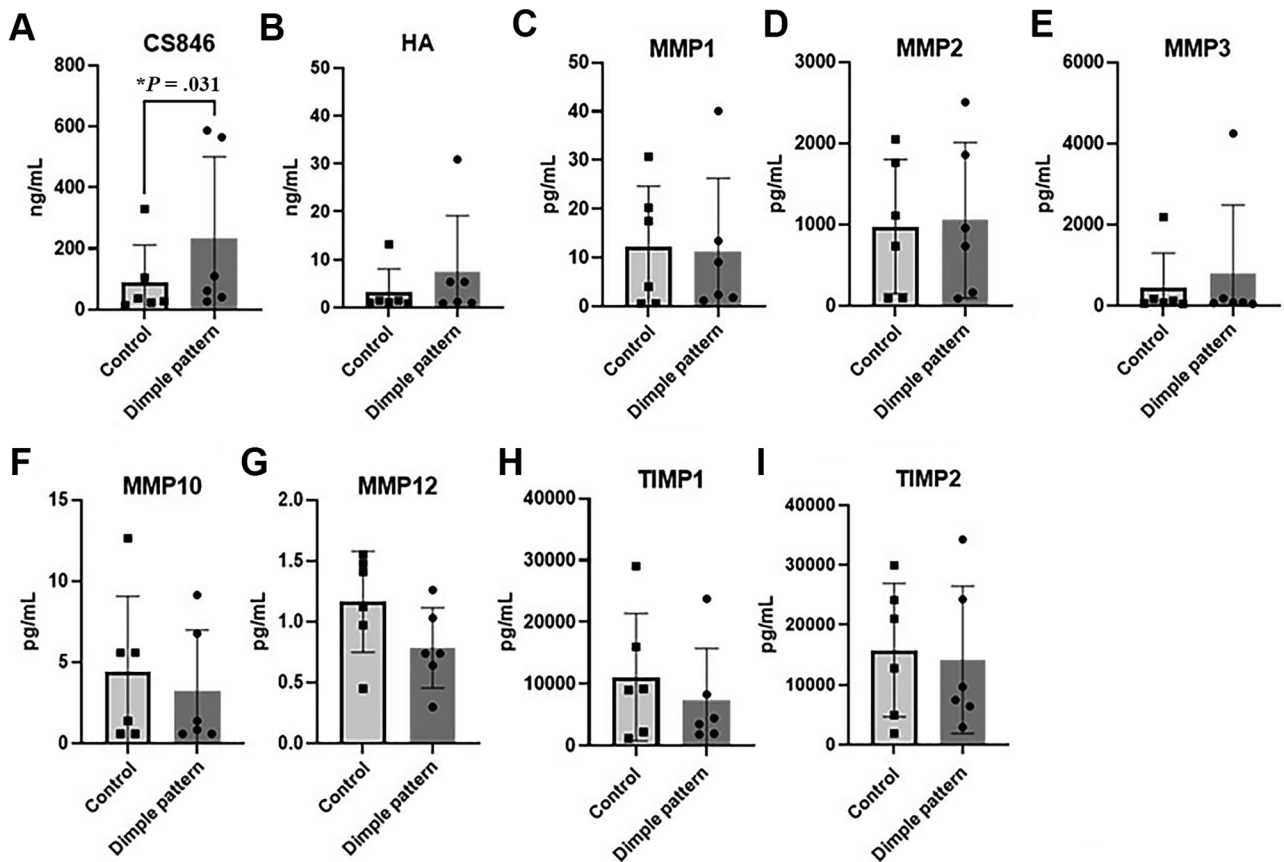 A
CS846
800
600
400
200
0
ng/mL
*P = .031
Control
Dimple pattern
B
HA
50
40
30
20
10
0
ng/mL
Control
Dimple pattern
C
MMP1
50
40
30
20
10
0
pg/mL
Control
Dimple pattern
D
MMP2
3000
2000
1000
0
pg/mL
Control
Dimple pattern
E
MMP3
6000
4000
2000
0
pg/mL
Control
Dimple pattern
F
MMP10
15
10
5
0
pg/mL
Control
Dimple pattern
G
MMP12
2.0
1.5
1.0
0.5
0.0
pg/mL
Control
Dimple pattern
H
TIMP1
40000
30000
20000
10000
0
pg/mL
Control
Dimple pattern
I
TIMP2
40000
30000
20000
10000
0
pg/mL
Control
Dimple pattern